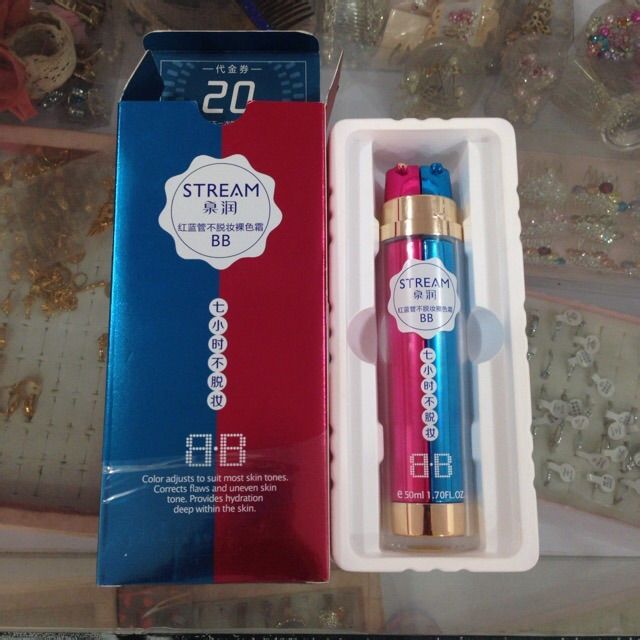 代金券
20
STREAM
泉润
红蓝管不脱妆裸色霜
BB
七小时不脱妆
B·B
Color adjusts to suit most skin tones.
Corrects flaws and uneven skin
tone. Provides hydration
deep within the skin.
STREAM
泉润
红蓝管不脱妆裸色霜
BB
七小时不脱妆
B·B
e 50ml 1.70FL.OZ